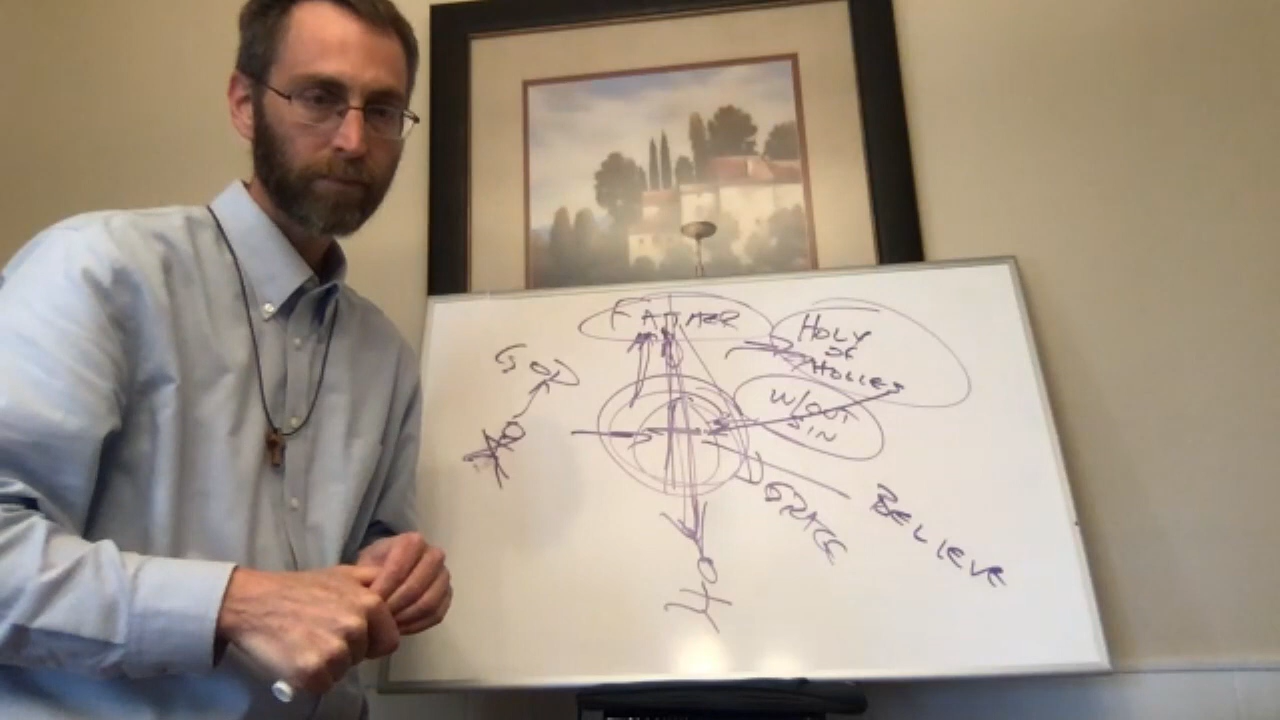 FATHER
HOLY
OF
HOLIES
GOD
W/OUT
SIN
GRACE
BELIEVE